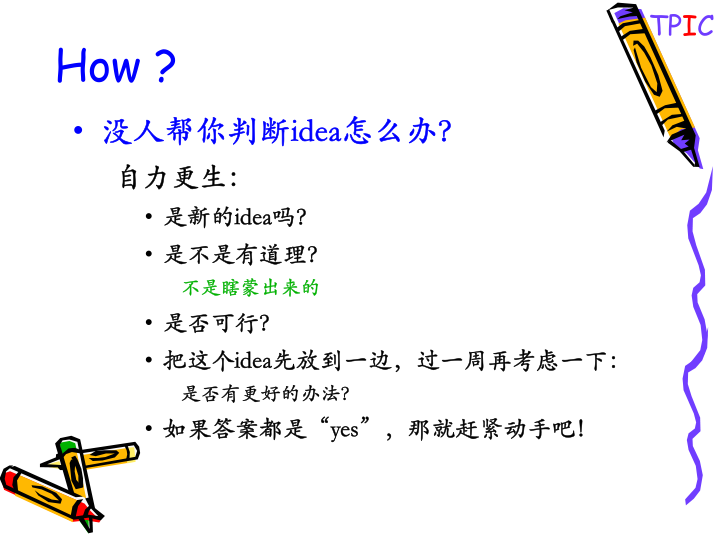 TPIC
How？
• 没人帮你判断idea怎么办？
自力更生：
• 是新的idea吗？
• 是不是有道理？
不是瞎蒙出来的
• 是否可行？
• 把这个idea先放到一边，过一周再考虑一下：
是否有更好的办法？
• 如果答案都是“yes”，那就赶紧动手吧！